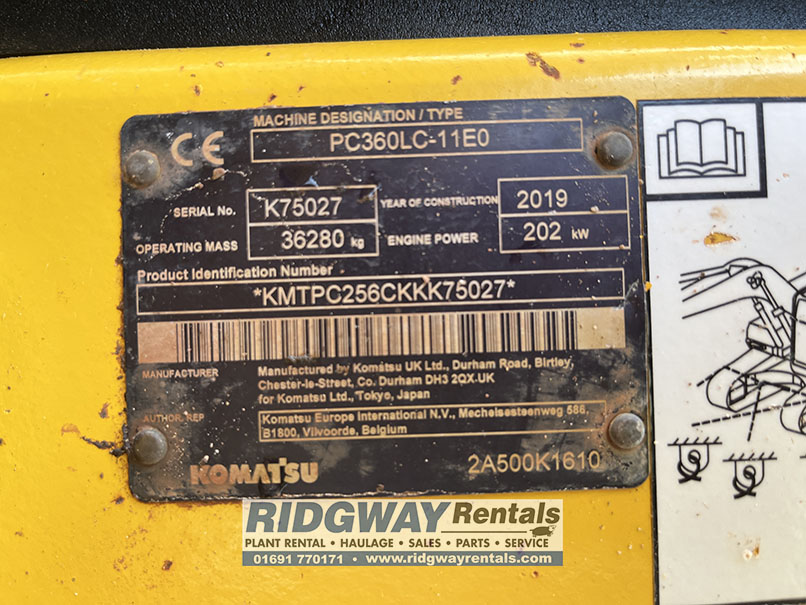 CE
MACHINE DESIGNATION / TYPE
PC360LC-11E0
SERIAL No. K75027 YEAR OF CONSTRUCTION 2019
OPERATING MASS 36280 kg ENGINE POWER 202 kW
Product Identification Number
*KMTPC256CKKK75027*
MANUFACTURER
Manufactured by Komatsu UK Ltd., Durham Road, Birtley,
Chester-le-Street, Co. Durham DH3 2QX.UK
for Komatsu Ltd., Tokyo, Japan
AUTHOR. REP
Komatsu Europe International N.V., Mechelsesteenweg 586,
B1800, Vilvoorde, Belgium
KOMATSU
2A500K1610
RIDGWAY Rentals
PLANT RENTAL • HAULAGE • SALES • PARTS • SERVICE
01691 770171 • www.ridgwayrentals.com